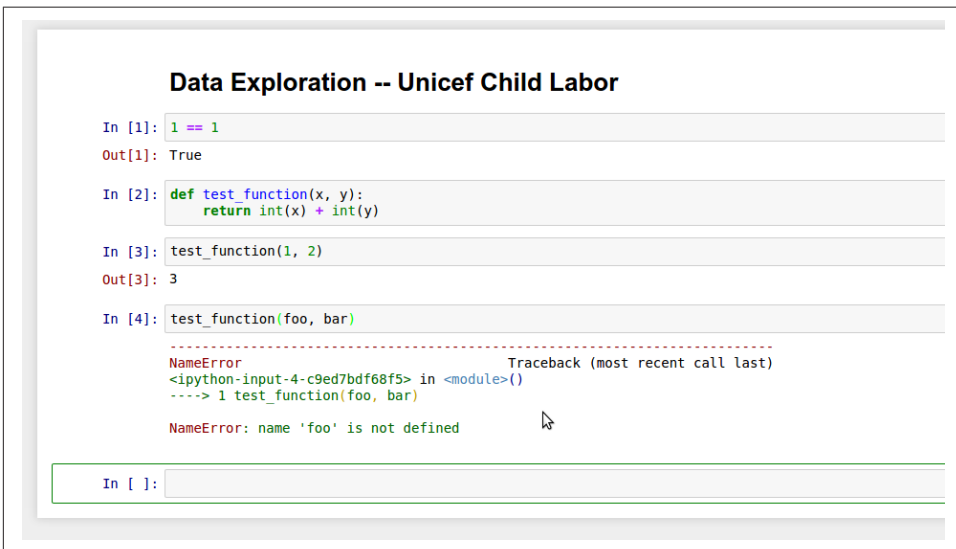 Data Exploration -- Unicef Child Labor
In [1]: 1 == 1
Out[1]: True
In [2]: def test_function(x, y):
    return int(x) + int(y)
In [3]: test_function(1, 2)
Out[3]: 3
In [4]: test_function(foo, bar)
---------------------------------------------------------------------------
NameError                                 Traceback (most recent call last)
<ipython-input-4-c9ed7bdf68f5> in <module>()
----> 1 test_function(foo, bar)
NameError: name 'foo' is not defined
In [ ]: